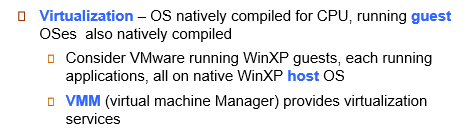 Virtualization – OS natively compiled for CPU, running guest
OSes also natively compiled
Consider VMware running WinXP guests, each running
applications, all on native WinXP host OS
VMM (virtual machine Manager) provides virtualization
services